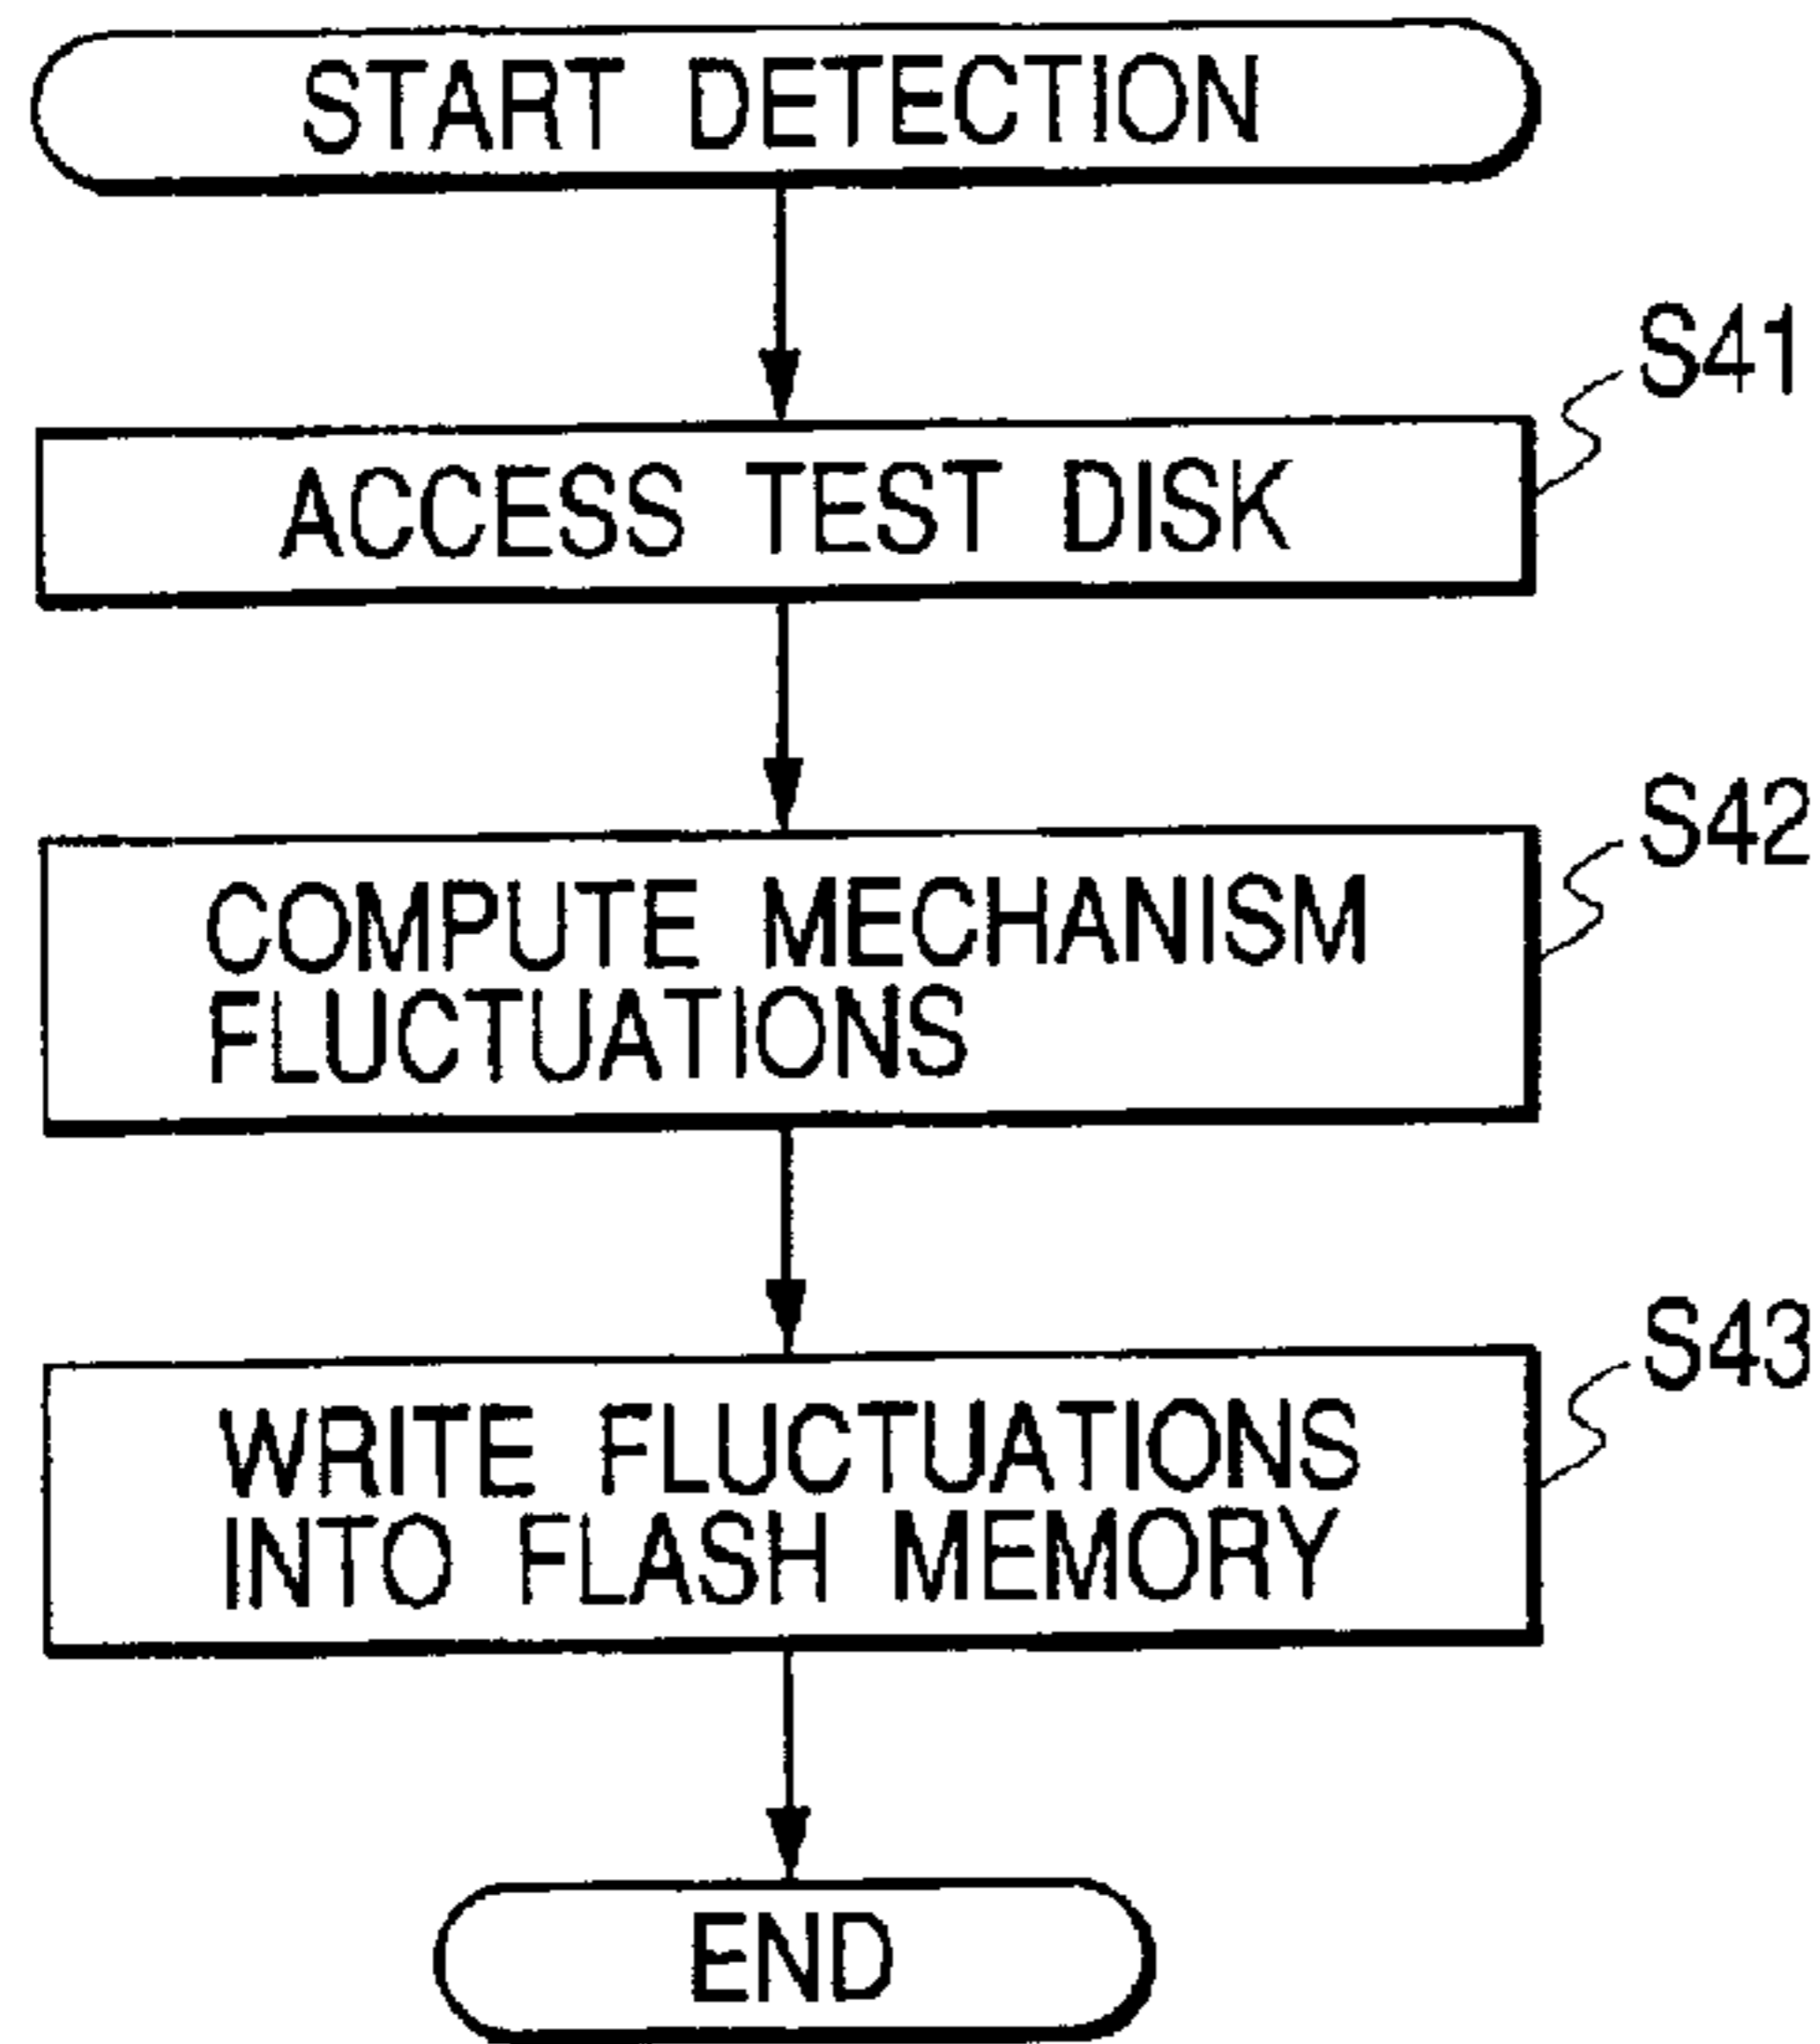 START DETECTION
S41
ACCESS TEST DISK
S42
COMPUTE MECHANISM
FLUCTUATIONS
S43
WRITE FLUCTUATIONS
INTO FLASH MEMORY
END